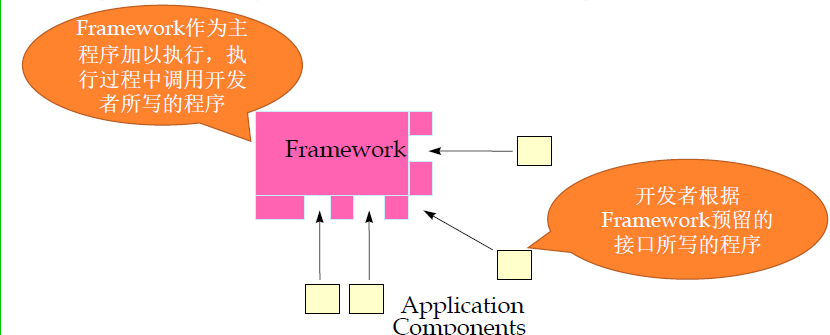 Framework作为主
程序加以执行，执
行过程中调用开发
者所写的程序
Framework
开发者根据
Framework预留的
接口所写的程序
Application
Components